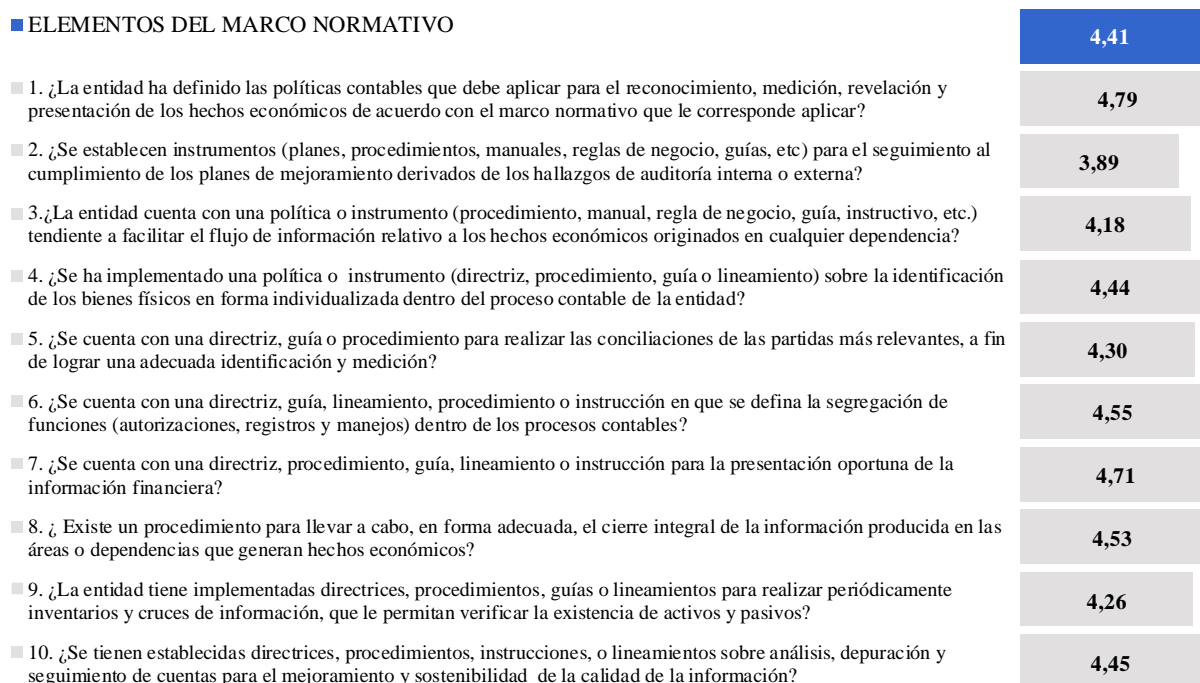 ELEMENTOS DEL MARCO NORMATIVO
4,41
1. ¿La entidad ha definido las políticas contables que debe aplicar para el reconocimiento, medición, revelación y
presentación de los hechos económicos de acuerdo con el marco normativo que le corresponde aplicar?
4,79
2. ¿Se establecen instrumentos (planes, procedimientos, manuales, reglas de negocio, guías, etc) para el seguimiento al
cumplimiento de los planes de mejoramiento derivados de los hallazgos de auditoría interna o externa?
3,89
3.¿La entidad cuenta con una política o instrumento (procedimiento, manual, regla de negocio, guía, instructivo, etc.)
tendiente a facilitar el flujo de información relativo a los hechos económicos originados en cualquier dependencia?
4,18
4. ¿Se ha implementado una política o instrumento (directriz, procedimiento, guía o lineamiento) sobre la identificación
de los bienes físicos en forma individualizada dentro del proceso contable de la entidad?
4,44
5. ¿Se cuenta con una directriz, guía o procedimiento para realizar las conciliaciones de las partidas más relevantes, a fin
de lograr una adecuada identificación y medición?
4,30
6. ¿Se cuenta con una directriz, guía, lineamiento, procedimiento o instrucción en que se defina la segregación de
funciones (autorizaciones, registros y manejos) dentro de los procesos contables?
4,55
7. ¿Se cuenta con una directriz, procedimiento, guía, lineamiento o instrucción para la presentación oportuna de la
información financiera?
4,71
8. ¿ Existe un procedimiento para llevar a cabo, en forma adecuada, el cierre integral de la información producida en las
áreas o dependencias que generan hechos económicos?
4,53
9. ¿La entidad tiene implementadas directrices, procedimientos, guías o lineamientos para realizar periódicamente
inventarios y cruces de información, que le permitan verificar la existencia de activos y pasivos?
4,26
10. ¿Se tienen establecidas directrices, procedimientos, instrucciones, o lineamientos sobre análisis, depuración y
seguimiento de cuentas para el mejoramiento y sostenibilidad de la calidad de la información?
4,45